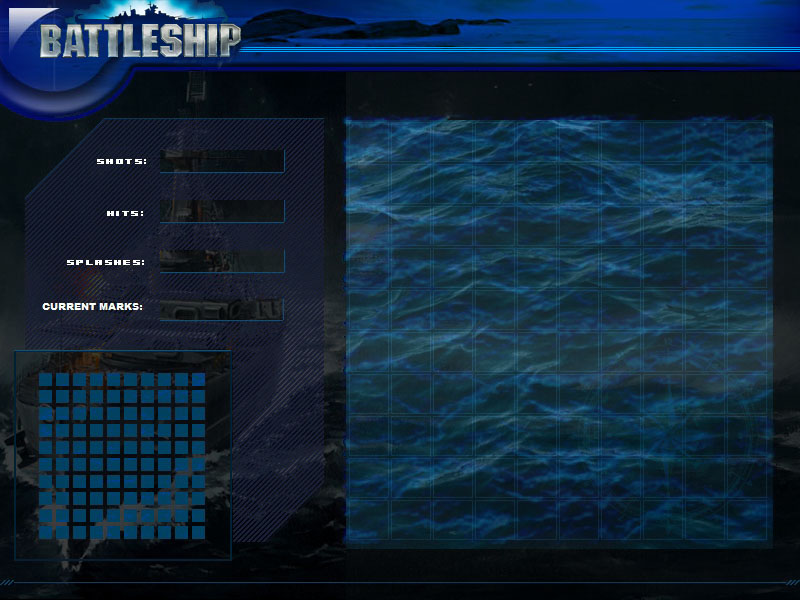 BATTLESHIP
SHOTS:
HITS:
SPLASHES:
CURRENT MARKS: